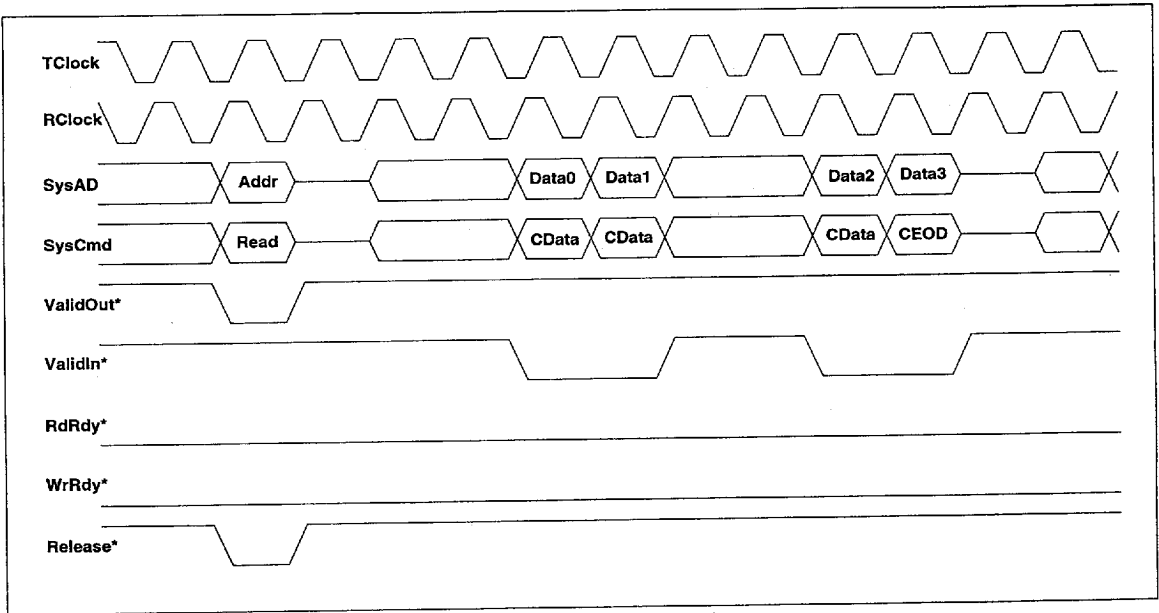 TClock
RClock
SysAD Addr Data0 Data1 Data2 Data3
SysCmd Read CData CData CData CEOD
ValidOut*
ValidIn*
RdRdy*
WrRdy*
Release*